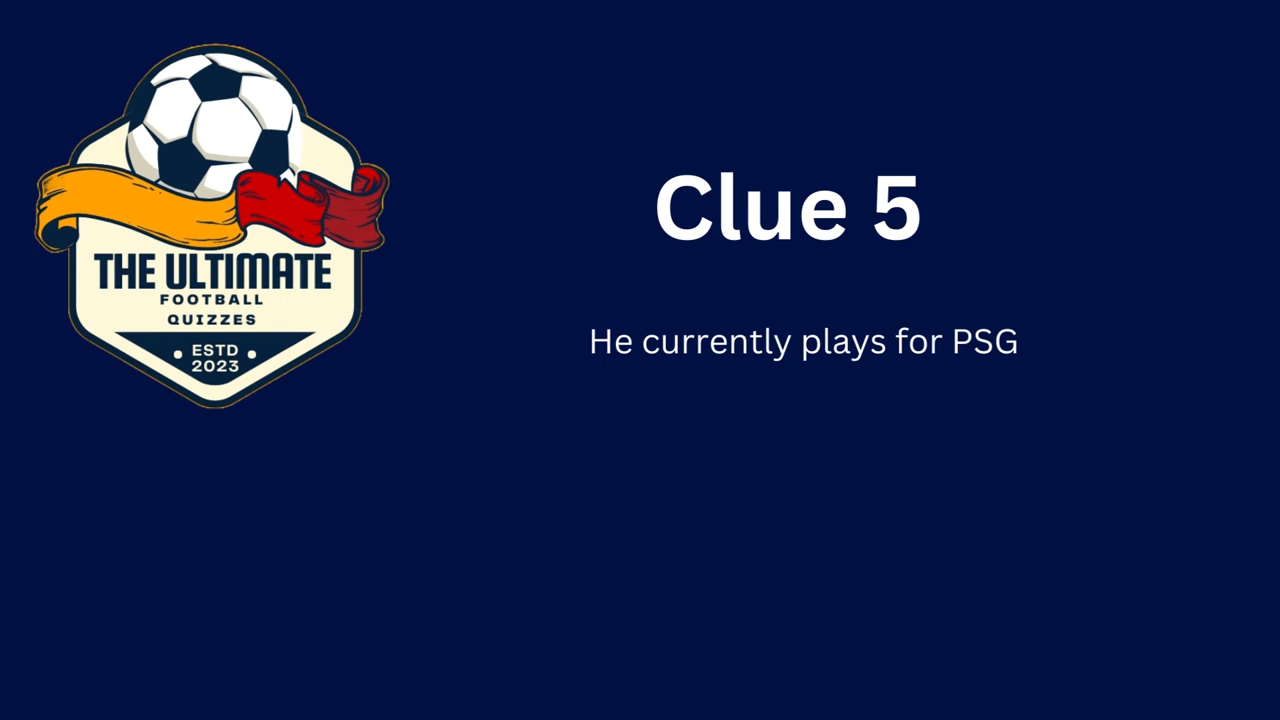 THE ULTIMATE
FOOTBALL
QUIZZES
ESTD
2023
Clue 5
He currently plays for PSG